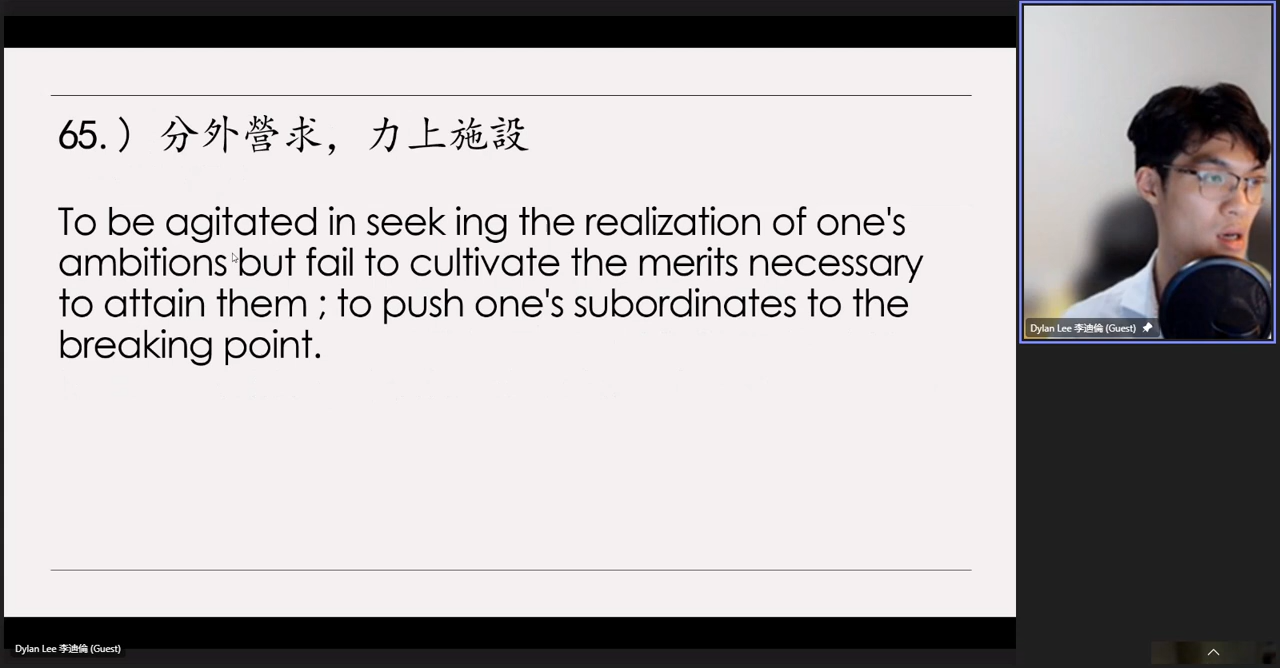 65.）分外營求，力上施設
To be agitated in seek ing the realization of one's
ambitions but fail to cultivate the merits necessary
to attain them ; to push one's subordinates to the
breaking point.
Dylan Lee 李迪倫 (Guest)
Dylan Lee 李迪倫 (Guest)